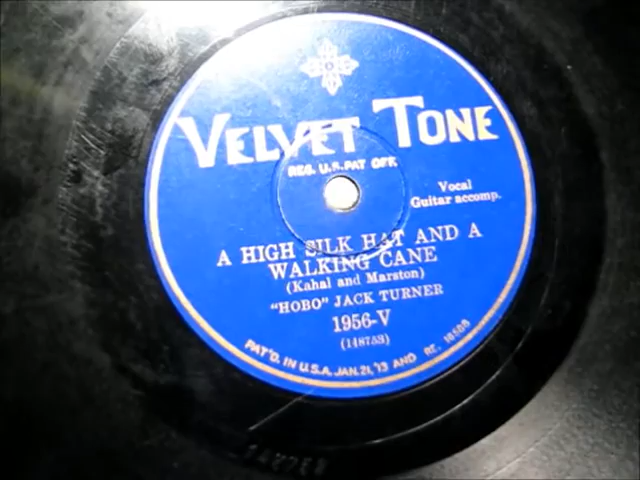 VELVET TONE
REG. U.S. PAT. OFF.
Vocal
Guitar accomp.
A HIGH SILK HAT AND A
WALKING CANE
(Kahal and Marston)
"HOBO" JACK TURNER
1956-V
(148753)
PAT'D. IN U.S.A. JAN. 21, '13 AND RE. 16588